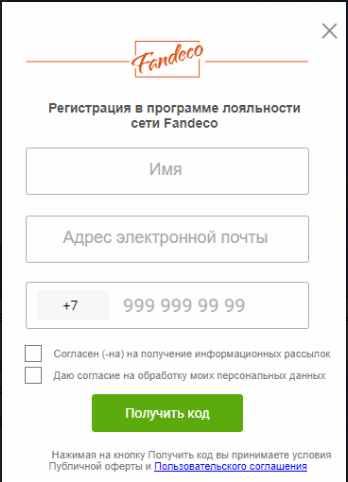 Fandeco
Регистрация в программе лояльности
сети Fandeco
Имя
Адрес электронной почты
+7 999 999 99 99
Согласен (-на) на получение информационных рассылок
Даю согласие на обработку моих персональных данных
Получить код
Нажимая на кнопку Получить код вы принимаете условия
Публичной оферты и Пользовательского соглашения